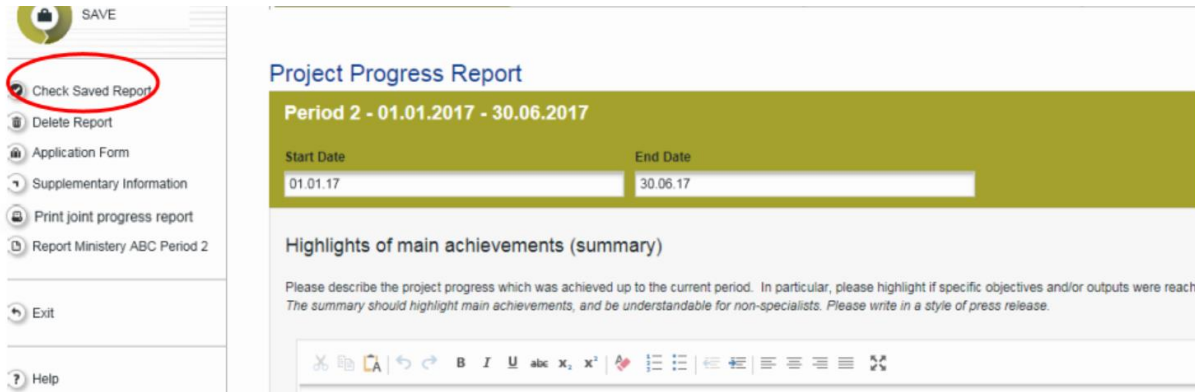 SAVE
Check Saved Report
Delete Report
Application Form
Supplementary Information
Print joint progress report
Report Ministery ABC Period 2
Exit
Help
Project Progress Report
Period 2 - 01.01.2017 - 30.06.2017
Start Date End Date
01.01.17 30.06.17
Highlights of main achievements (summary)
Please describe the project progress which was achieved up to the current period. In particular, please highlight if specific objectives and/or outputs were reach
The summary should highlight main achievements, and be understandable for non-specialists. Please write in a style of press release.
B I U abc x₂ x²